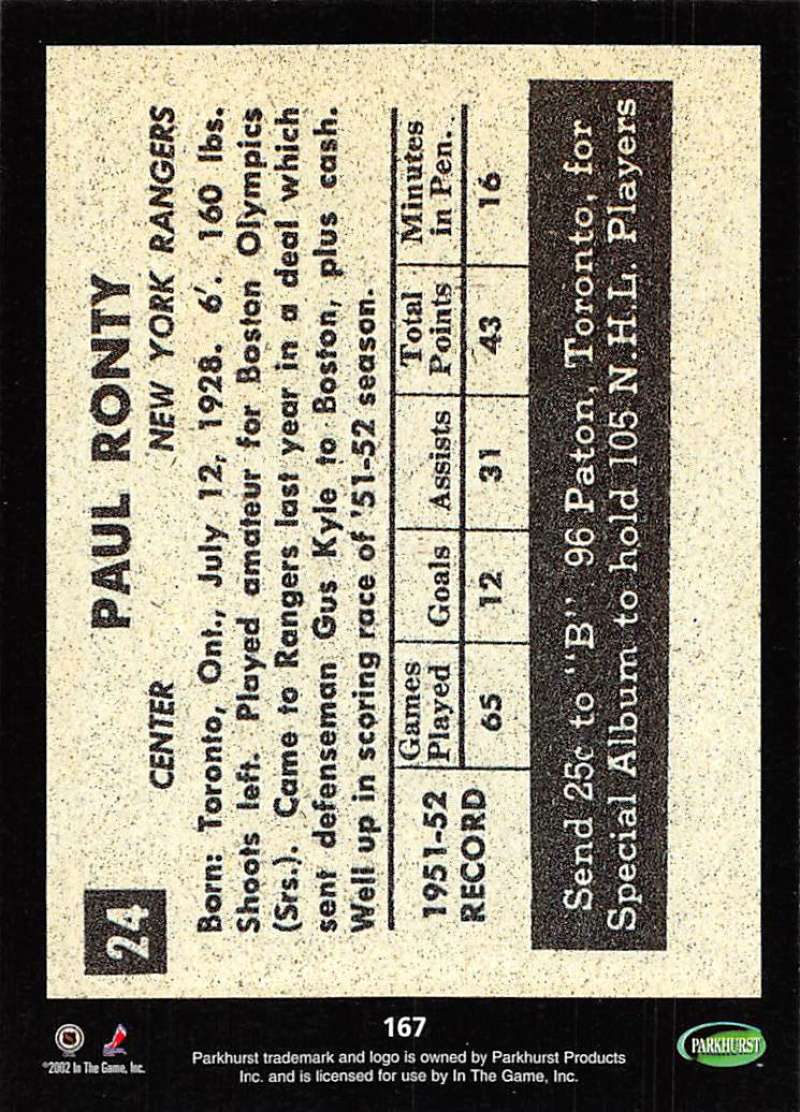 24
PAUL RONTY
CENTER
NEW YORK RANGERS
Born: Toronto, Ont., July 12, 1928. 6'. 160 lbs.
Shoots left. Played amateur for Boston Olympics
(Srs.). Came to Rangers last year in a deal which
sent defenseman Gus Kyle to Boston, plus cash.
Well up in scoring race of '51-52 season.
1951-52 RECORD
Games Played Goals Assists Total Points Minutes in Pen..
65 12 31 43 16
Send 25c to "B" 96 Paton, Toronto, for
Special Album to hold 105 N.H.L. Players
167
©2002 In The Game, Inc.
Parkhurst trademark and logo is owned by Parkhurst Products
Inc. and is licensed for use by In The Game, Inc.
PARKHURST